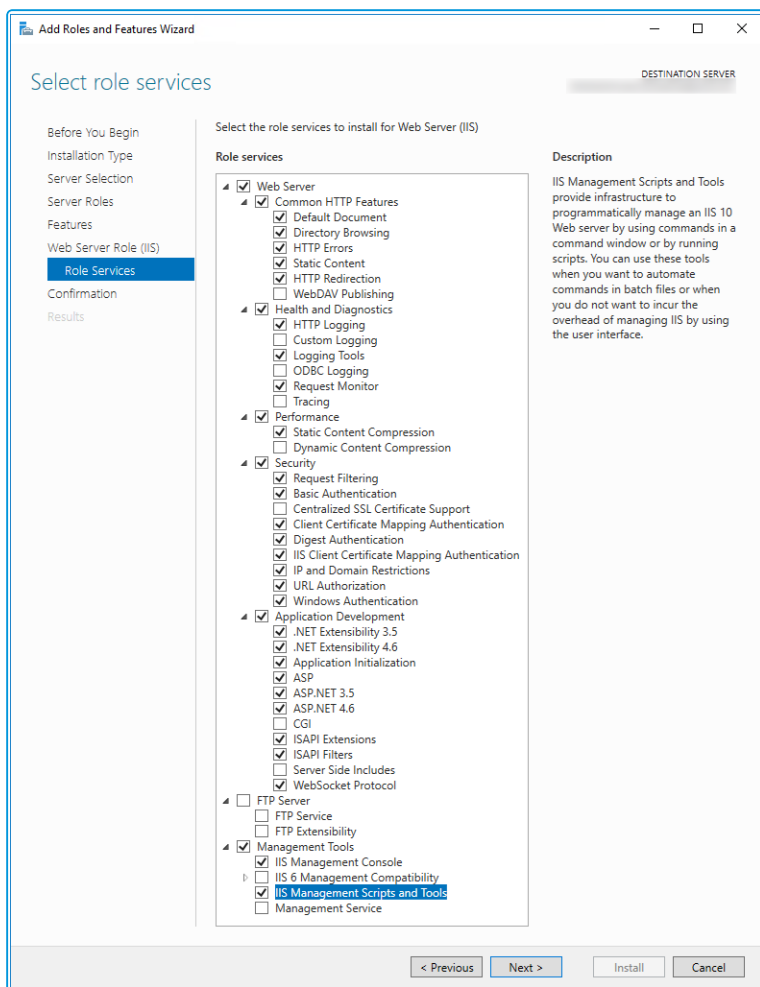 Add Roles and Features Wizard
Select role services
DESTINATION SERVER
Before You Begin
Installation Type
Server Selection
Server Roles
Features
Web Server Role (IIS)
Role Services
Confirmation
Results
Select the role services to install for Web Server (IIS)
Role services
Web Server
Common HTTP Features
Default Document
Directory Browsing
HTTP Errors
Static Content
HTTP Redirection
WebDAV Publishing
Health and Diagnostics
HTTP Logging
Custom Logging
Logging Tools
ODBC Logging
Request Monitor
Tracing
Performance
Static Content Compression
Dynamic Content Compression
Security
Request Filtering
Basic Authentication
Centralized SSL Certificate Support
Client Certificate Mapping Authentication
Digest Authentication
IIS Client Certificate Mapping Authentication
IP and Domain Restrictions
URL Authorization
Windows Authentication
Application Development
.NET Extensibility 3.5
.NET Extensibility 4.6
Application Initialization
ASP
ASP.NET 3.5
ASP.NET 4.6
CGI
ISAPI Extensions
ISAPI Filters
Server Side Includes
WebSocket Protocol
FTP Server
FTP Service
FTP Extensibility
Management Tools
IIS Management Console
IIS 6 Management Compatibility
IIS Management Scripts and Tools
Management Service
Description
IIS Management Scripts and Tools
provide infrastructure to
programmatically manage an IIS 10
Web server by using commands in a
command window or by running
scripts. You can use these tools
when you want to automate
commands in batch files or when
you do not want to incur the
overhead of managing IIS by using
the user interface.
< Previous
Next >
Install
Cancel